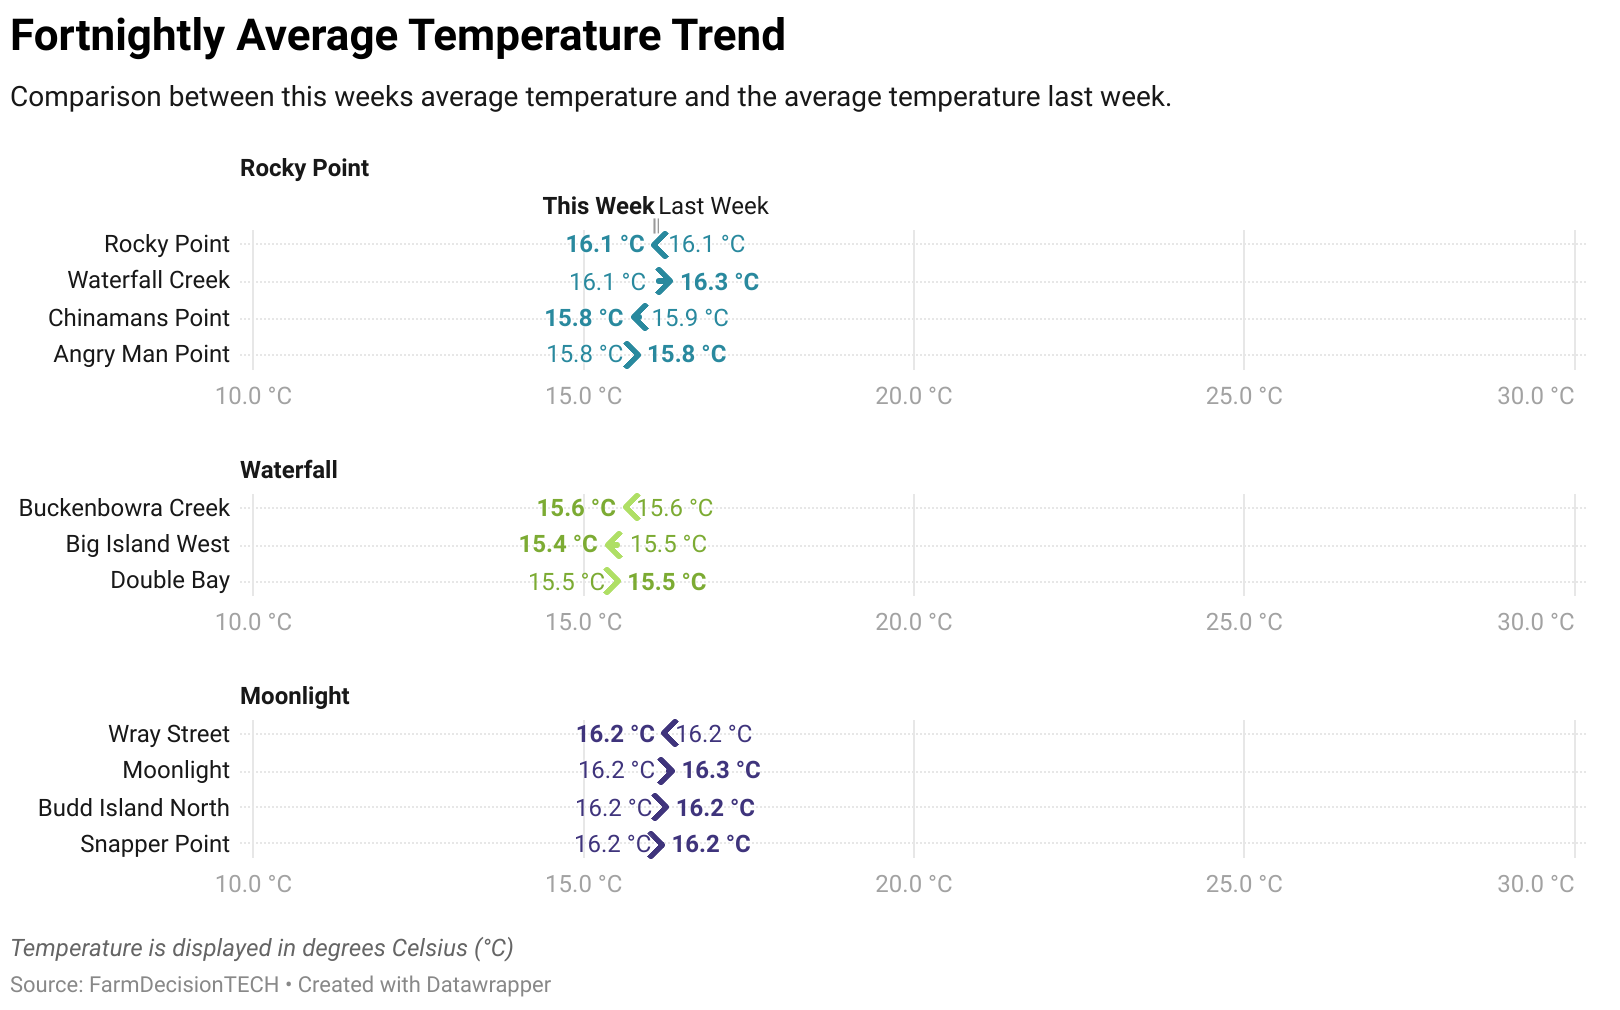 Fortnightly Average Temperature Trend
Comparison between this weeks average temperature and the average temperature last week.
Rocky Point
This Week Last Week
Rocky Point 16.1 °C 16.1 °C
Waterfall Creek 16.1 °C 16.3 °C
Chinamans Point 15.8 °C 15.9 °C
Angry Man Point 15.8 °C 15.8 °C
10.0 °C 15.0 °C 20.0 °C 25.0 °C 30.0 °C
Waterfall
Buckenbowra Creek 15.6 °C 15.6 °C
Big Island West 15.4 °C 15.5 °C
Double Bay 15.5 °C 15.5 °C
10.0 °C 15.0 °C 20.0 °C 25.0 °C 30.0 °C
Moonlight
Wray Street 16.2 °C 16.2 °C
Moonlight 16.2 °C 16.3 °C
Budd Island North 16.2 °C 16.2 °C
Snapper Point 16.2 °C 16.2 °C
10.0 °C 15.0 °C 20.0 °C 25.0 °C 30.0 °C
Temperature is displayed in degrees Celsius (°C)
Source: FarmDecisionTECH • Created with Datawrapper